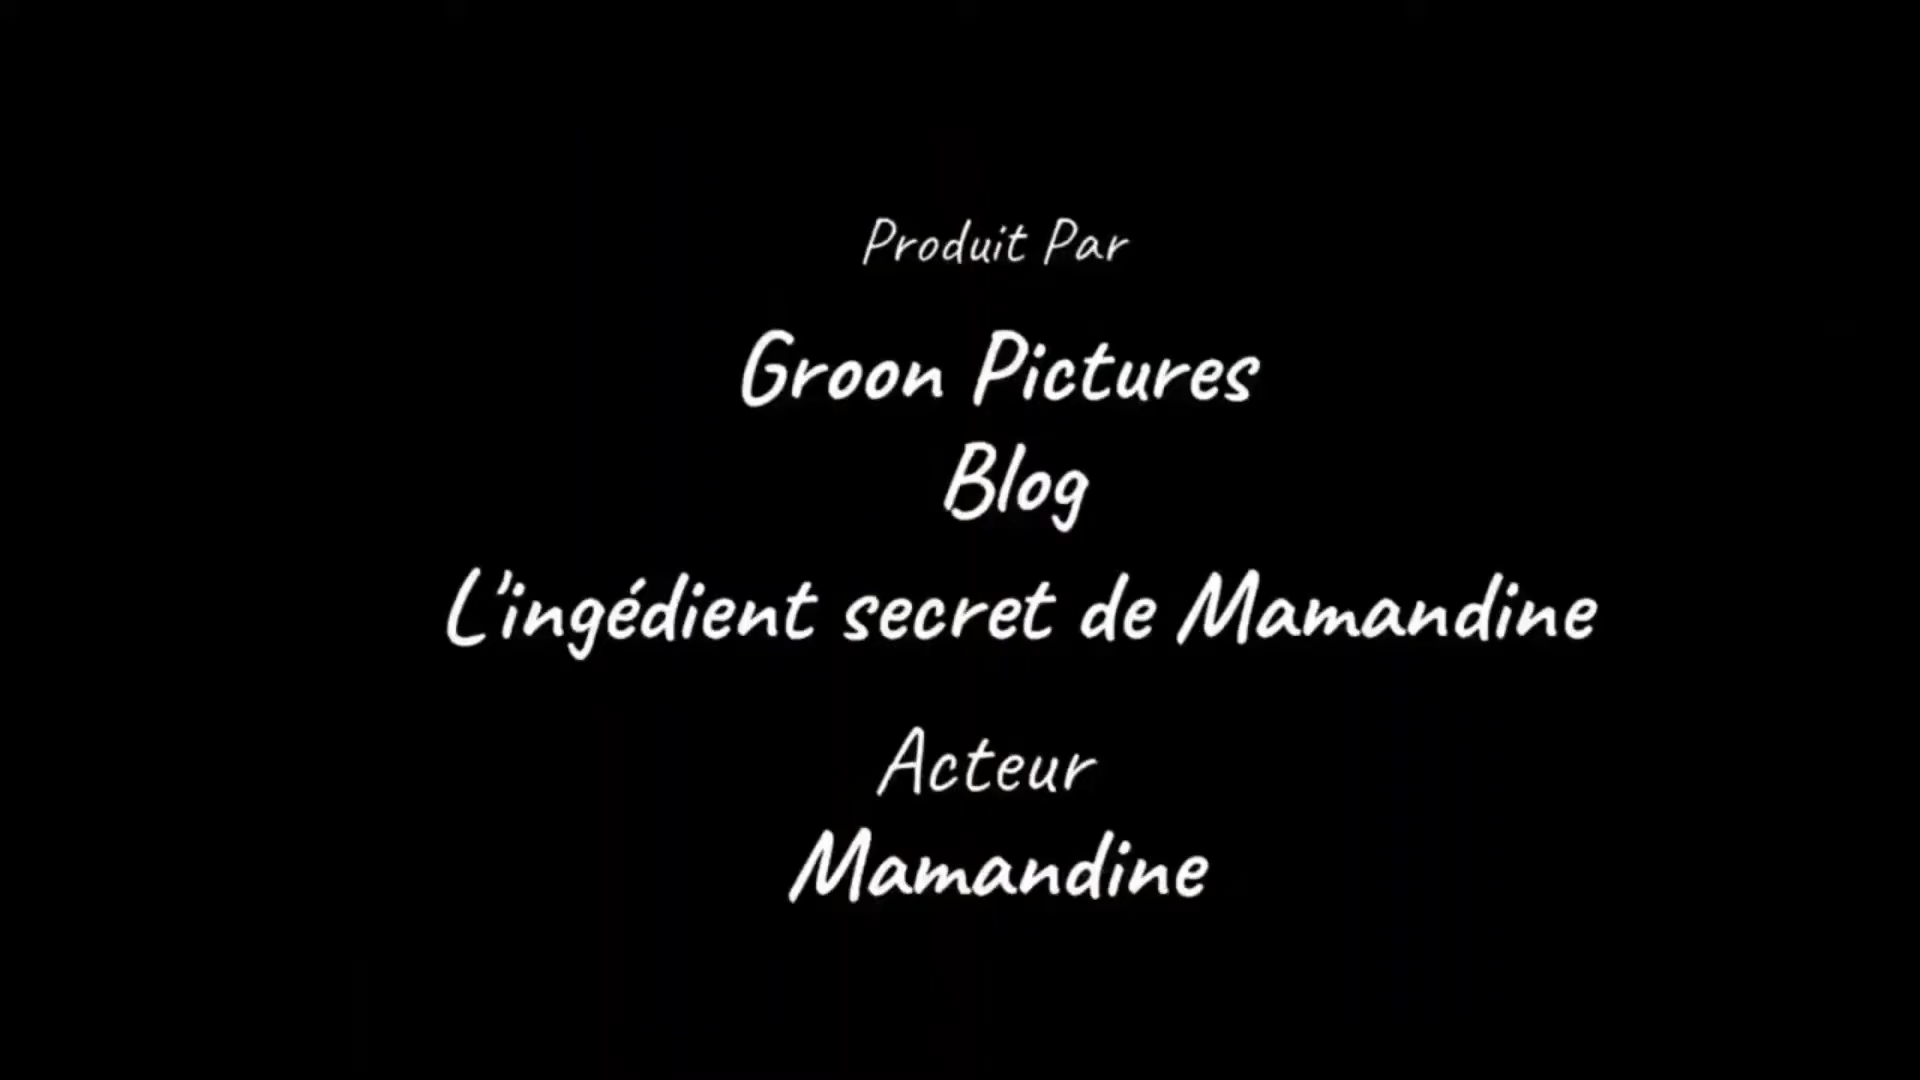 Produit Par
Groon Pictures
Blog
L'ingédient secret de Mamandine
Acteur
Mamandine